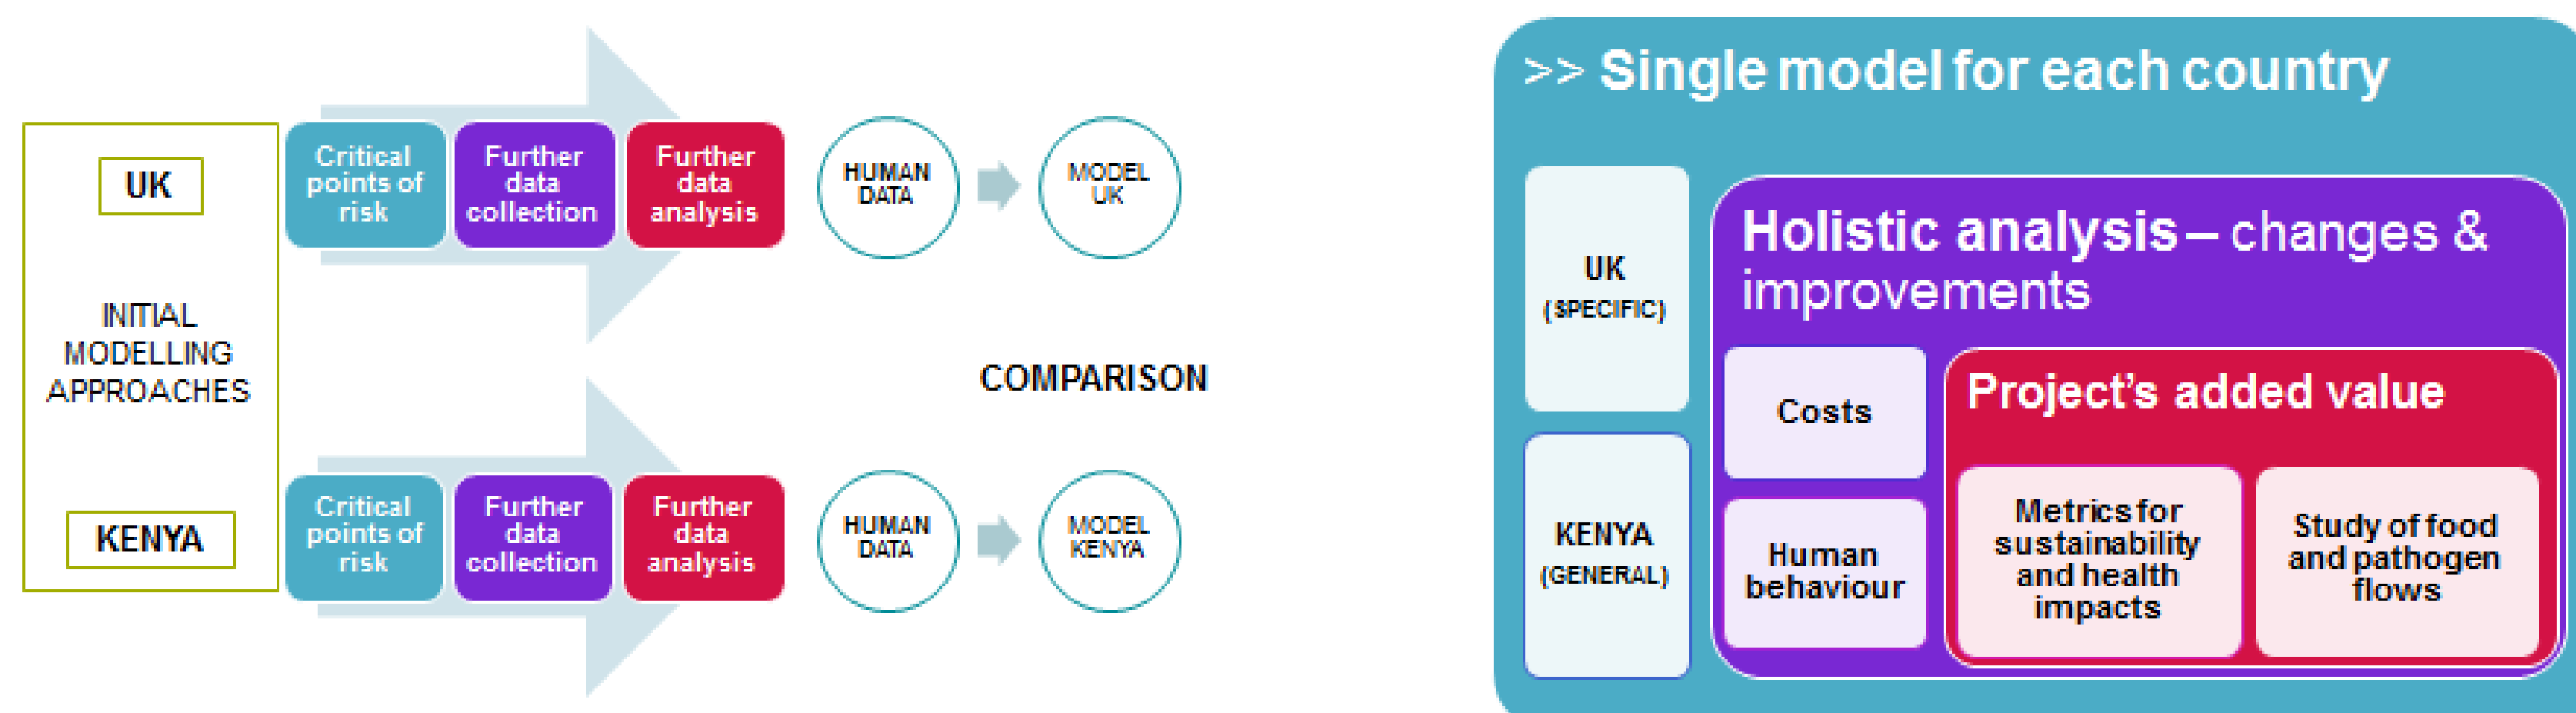 UK
INITIAL
MODELLING
APPROACHES
KENYA
Critical
points of
risk
Further
data
collection
Further
data
analysis
HUMAN
DATA
MODEL
UK
COMPARISON
Critical
points of
risk
Further
data
collection
Further
data
analysis
HUMAN
DATA
MODEL
KENYA
>> Single model for each country
UK
(SPECIFIC)
KENYA
(GENERAL)
Holistic analysis – changes &
improvements
Costs
Human
behaviour
Project's added value
Metrics for
sustainability
and health
impacts
Study of food
and pathogen
flows